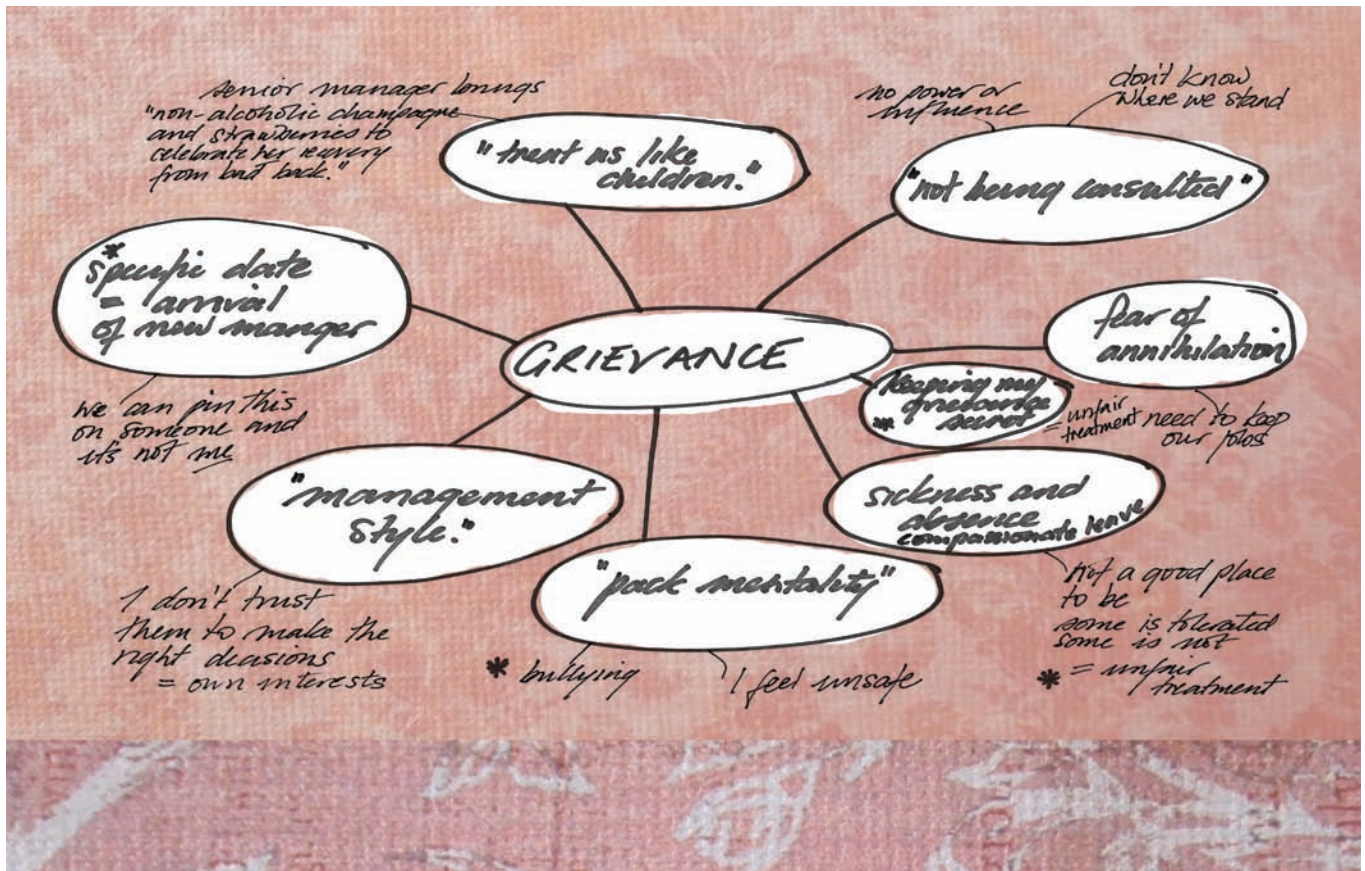 senior manager brings
"non-alcoholic champagne
and strawberries to
celebrate her recovery
from bad back."
"treat us like
children."
no power or
influence
don't know
where we stand
"not being consulted"
* specific date
= arrival
of new manger
we can pin this
on someone and
it's not me
GRIEVANCE
fear of
annihilation
need to keep
our jobs
keeping my
grievance
* secret
= unfair
treatment
"management
style."
I don't trust
them to make the
right decisions
= own interests
"pack mentality"
* bullying
I feel unsafe
sickness and
absence
compassionate leave
Not a good place
to be
some is tolerated
some is not
* = unfair
treatment